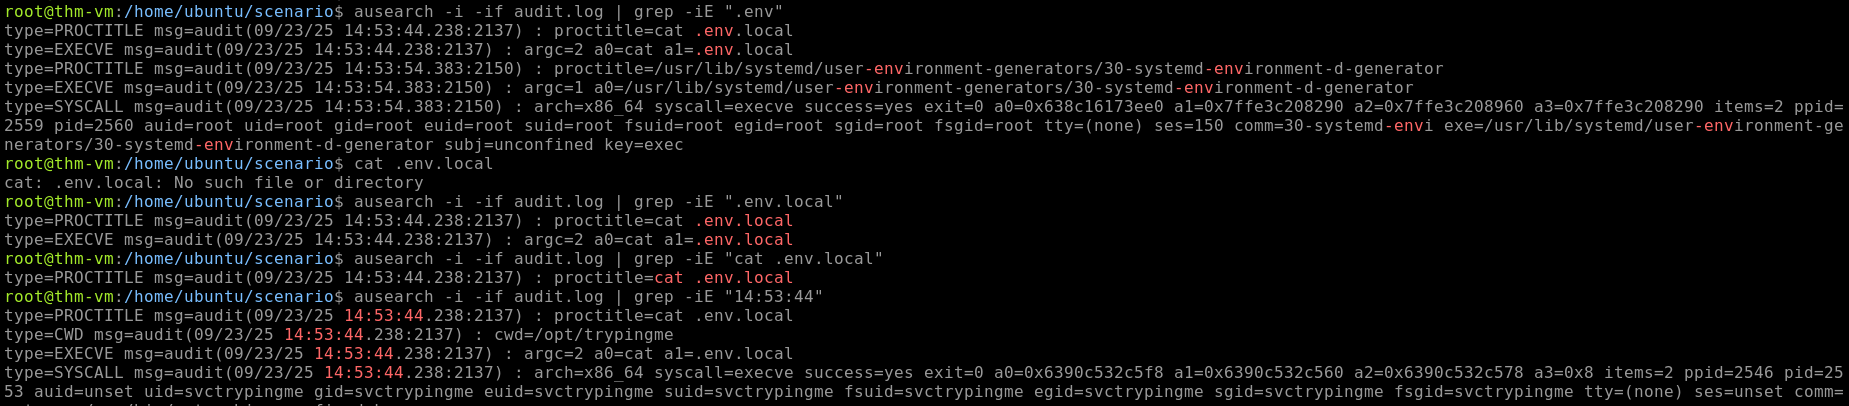 root@thm-vm:/home/ubuntu/scenario$ ausearch -i -if audit.log | grep -iE ".env"
type=PROCTITLE msg=audit(09/23/25 14:53:44.238:2137) : proctitle=cat .env.local
type=EXECVE msg=audit(09/23/25 14:53:44.238:2137) : argc=2 a0=cat a1=.env.local
type=PROCTITLE msg=audit(09/23/25 14:53:54.383:2150) : proctitle=/usr/lib/systemd/user-environment-generators/30-systemd-environment-d-generator
type=EXECVE msg=audit(09/23/25 14:53:54.383:2150) : argc=1 a0=/usr/lib/systemd/user-environment-generators/30-systemd-environment-d-generator
type=SYSCALL msg=audit(09/23/25 14:53:54.383:2150) : arch=x86_64 syscall=execve success=yes exit=0 a0=0x638c16173ee0 a1=0x7ffe3c208290 a2=0x7ffe3c208960 a3=0x7ffe3c208290 items=2 ppid=
2559 pid=2560 auid=root uid=root gid=root euid=root suid=root fsuid=root egid=root sgid=root fsgid=root tty=(none) ses=150 comm=30-systemd-envi exe=/usr/lib/systemd/user-environment-ge
nerators/30-systemd-environment-d-generator subj=unconfined key=exec
root@thm-vm:/home/ubuntu/scenario$ cat .env.local
cat: .env.local: No such file or directory
root@thm-vm:/home/ubuntu/scenario$ ausearch -i -if audit.log | grep -iE ".env.local"
type=PROCTITLE msg=audit(09/23/25 14:53:44.238:2137) : proctitle=cat .env.local
type=EXECVE msg=audit(09/23/25 14:53:44.238:2137) : argc=2 a0=cat a1=.env.local
root@thm-vm:/home/ubuntu/scenario$ ausearch -i -if audit.log | grep -iE "cat .env.local"
type=PROCTITLE msg=audit(09/23/25 14:53:44.238:2137) : proctitle=cat .env.local
root@thm-vm:/home/ubuntu/scenario$ ausearch -i -if audit.log | grep -iE "14:53:44"
type=PROCTITLE msg=audit(09/23/25 14:53:44.238:2137) : proctitle=cat .env.local
type=CWD msg=audit(09/23/25 14:53:44.238:2137) : cwd=/opt/trypingme
type=EXECVE msg=audit(09/23/25 14:53:44.238:2137) : argc=2 a0=cat a1=.env.local
type=SYSCALL msg=audit(09/23/25 14:53:44.238:2137) : arch=x86_64 syscall=execve success=yes exit=0 a0=0x6390c532c5f8 a1=0x6390c532c560 a2=0x6390c532c578 a3=0x8 items=2 ppid=2546 pid=25
53 auid=unset uid=svctrypingme gid=svctrypingme euid=svctrypingme suid=svctrypingme fsuid=svctrypingme egid=svctrypingme sgid=svctrypingme fsgid=svctrypingme tty=(none) ses=unset comm=